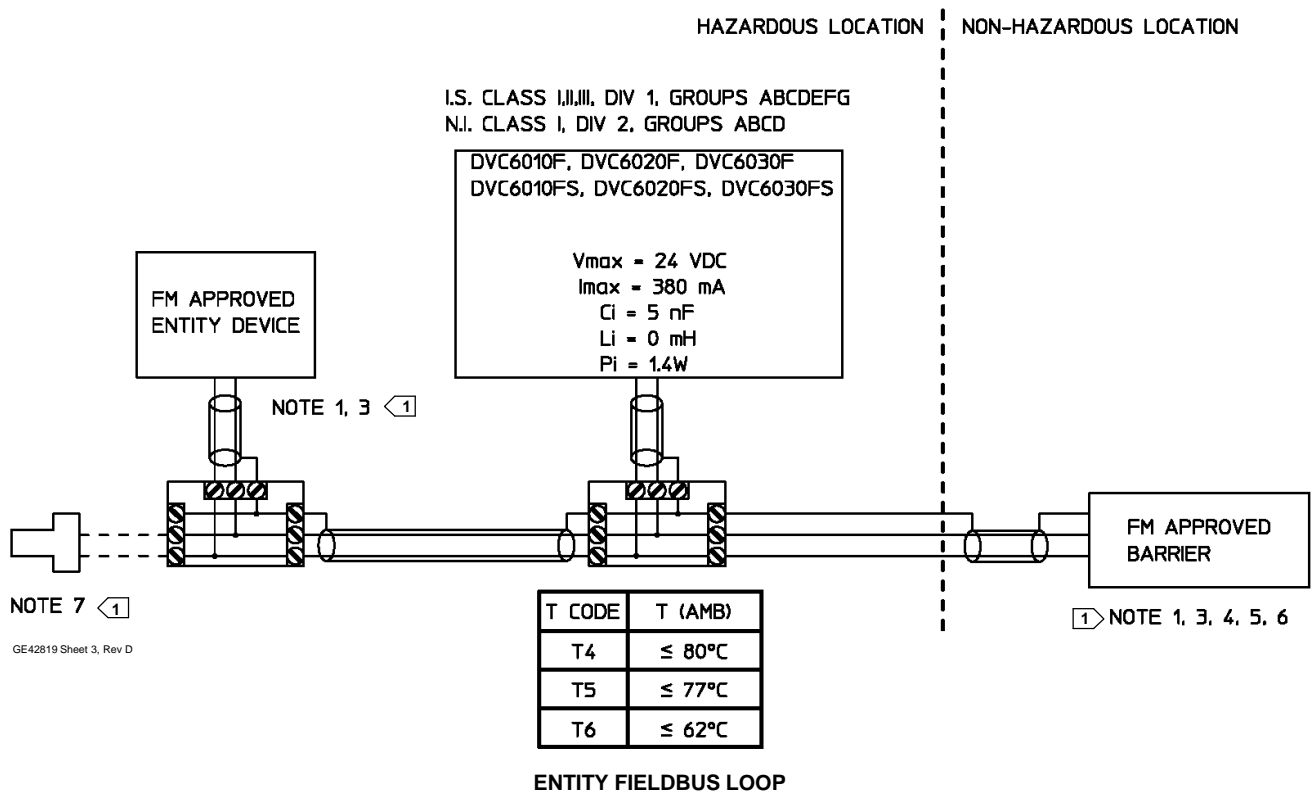 HAZARDOUS LOCATION
NON-HAZARDOUS LOCATION
I.S. CLASS I,II,III, DIV 1, GROUPS ABCDEFG
N.I. CLASS I, DIV 2, GROUPS ABCD
DVC6010F, DVC6020F, DVC6030F
DVC6010FS, DVC6020FS, DVC6030FS
Vmax = 24 VDC
Imax = 380 mA
Ci = 5 nF
Li = 0 mH
Pi = 1.4W
FM APPROVED
ENTITY DEVICE
NOTE 1, 3 1
FM APPROVED
BARRIER
NOTE 7 1
1 NOTE 1, 3, 4, 5, 6
GE42819 Sheet 3, Rev D
T CODE T (AMB)
T4 ≤ 80°C
T5 ≤ 77°C
T6 ≤ 62°C
ENTITY FIELDBUS LOOP